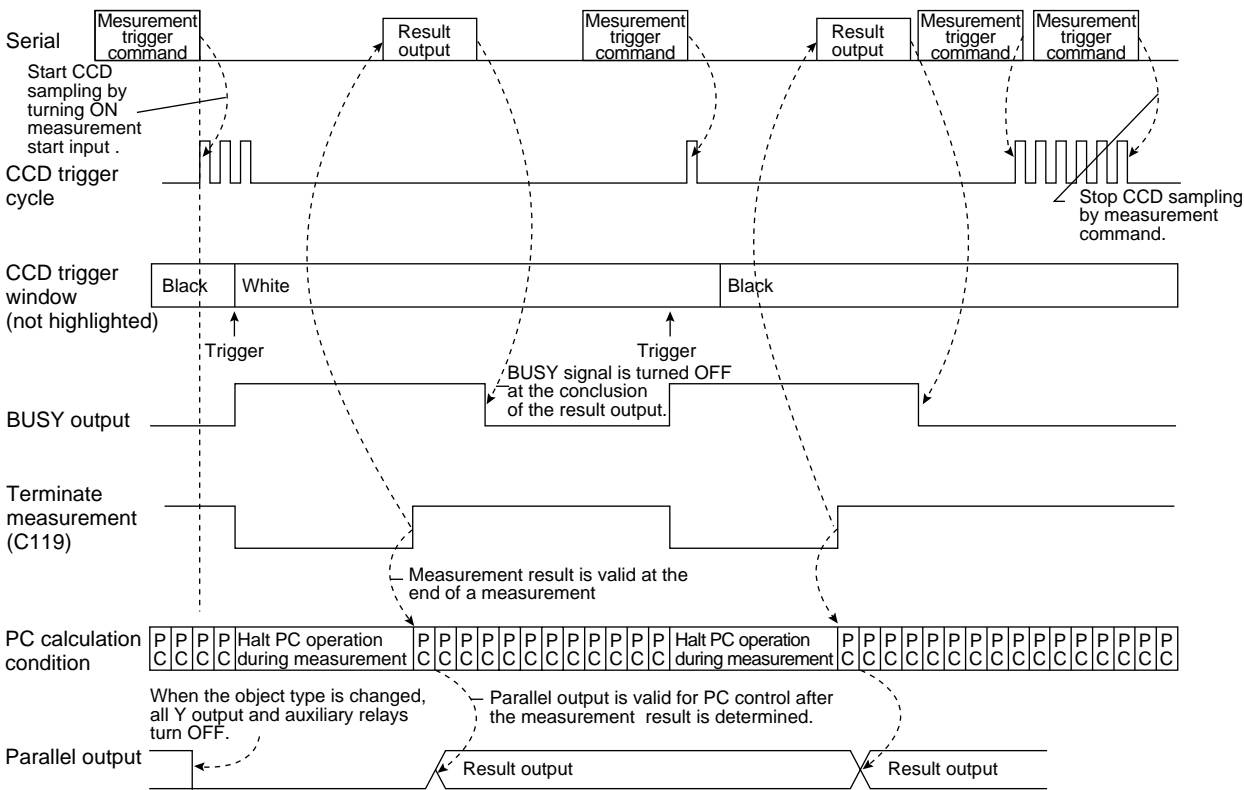 Serial
Mesurement
trigger
command
Result
output
Mesurement
trigger
command
Result
output
Mesurement
trigger
command
Mesurement
trigger
command
Start CCD
sampling by
turning ON
measurement
start input .
CCD trigger
cycle
Stop CCD sampling
by measurement
command.
CCD trigger
window
(not highlighted)
Black
White
Black
Trigger
Trigger
BUSY signal is turned OFF
at the conclusion
of the result output.
BUSY output
Terminate
measurement
(C119)
Measurement result is valid at the
end of a measurement
PC calculation
condition
P P P P
C C C C
Halt PC operation
during measurement
P P P P P P P P P P P P
C C C C C C C C C C C C
Halt PC operation
during measurement
P P P P P P P P P P P P P P P P
C C C C C C C C C C C C C C C C
When the object type is changed,
all Y output and auxiliary relays
turn OFF.
Parallel output is valid for PC control after
the measurement result is determined.
Parallel output
Result output
Result output